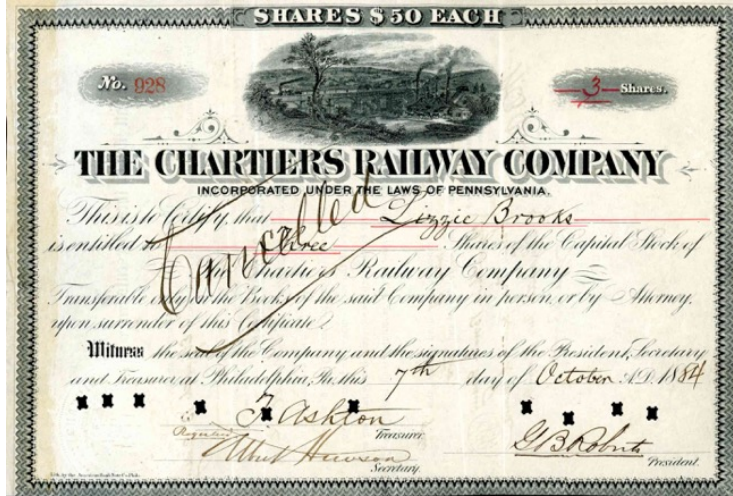 SHARES $50 EACH
No. 928
3 Shares.
THE CHARTIERS RAILWAY COMPANY
INCORPORATED UNDER THE LAWS OF PENNSYLVANIA.
This is to Certify, that Lizzie Brooks
is entitled to Three Shares of the Capital Stock of
The Chartiers Railway Company
Transferable only on the Books of the said Company in person, or by Attorney,
upon surrender of this Certificate.
Cancelled
Witness the seal of the Company and the signatures of the President, Secretary
and Treasurer at Philadelphia, Pa. this 7th day of October A.D. 1884
T. Ashton
Treasurer.
Albert Hewson
Secretary.
G B Roberts
President.